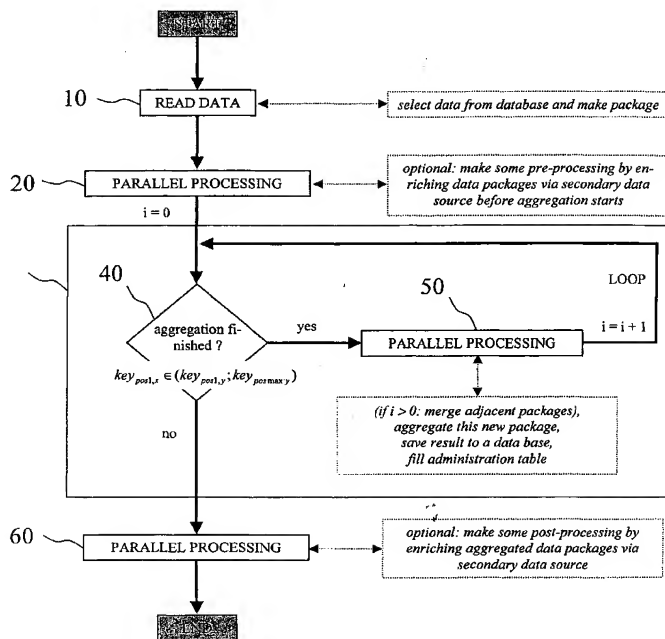 START
10
READ DATA
select data from database and make package
20
PARALLEL PROCESSING
optional: make some pre-processing by en-
riching data packages via secondary data
source before aggregation starts
i = 0
LOOP
40
50
aggregation fi-
nished ?
yes
PARALLEL PROCESSING
i = i + 1
key_pos1,x ∈ (key_pos1,y ; key_posmax y)
(if i > 0: merge adjacent packages),
aggregate this new package,
save result to a data base,
fill administration table
no
60
PARALLEL PROCESSING
optional: make some post-processing by
enriching aggregated data packages via
secondary data source
END